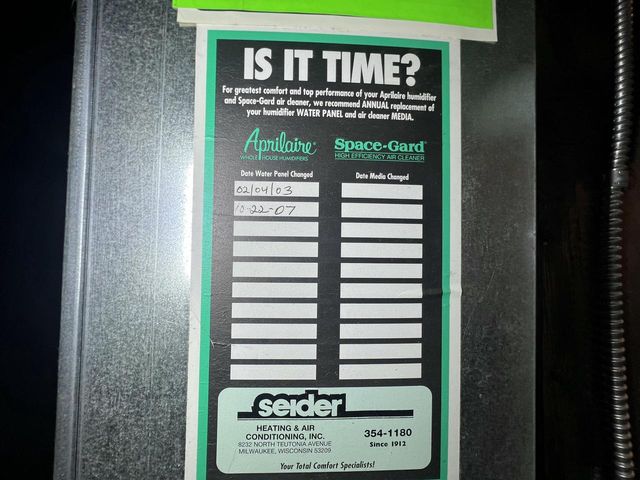 IS IT TIME?
For greatest comfort and top performance of your Aprilaire humidifier
and Space-Gard air cleaner, we recommend ANNUAL replacement of
your humidifier WATER PANEL and air cleaner MEDIA.
Aprilaire® Space-Gard®
WHOLE HOUSE HUMIDIFIERS HIGH EFFICIENCY AIR CLEANER
Date Water Panel Changed Date Media Changed
02/04/03
10-22-07
seider
HEATING & AIR
CONDITIONING, INC. 354-1180
8232 NORTH TEUTONIA AVENUE Since 1912
MILWAUKEE, WISCONSIN 53209
Your Total Comfort Specialists!